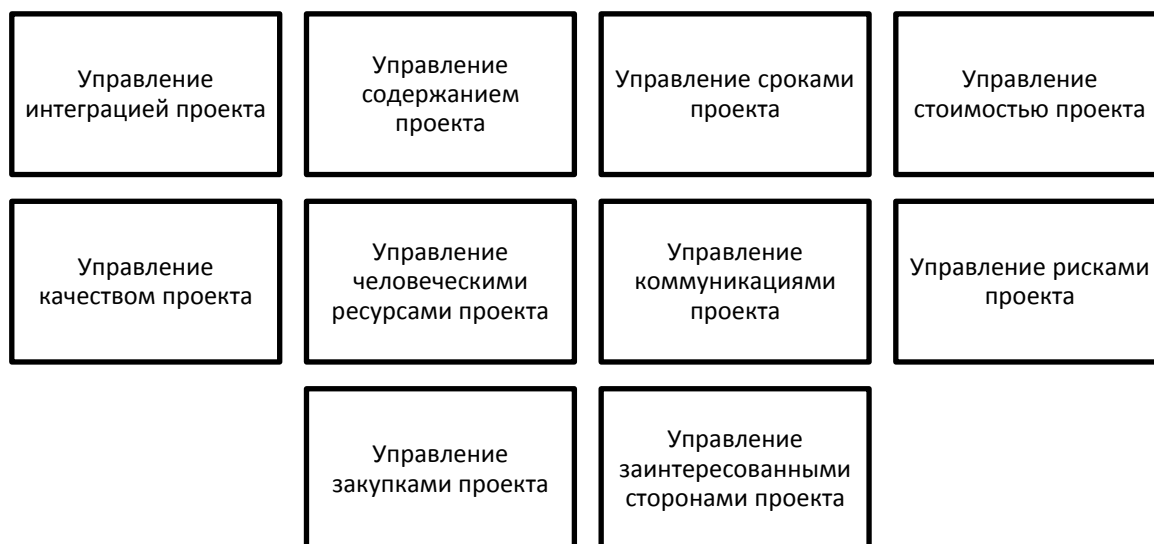 Управление
интеграцией проекта
Управление
содержанием
проекта
Управление сроками
проекта
Управление
стоимостью проекта
Управление
качеством проекта
Управление
человеческими
ресурсами проекта
Управление
коммуникациями
проекта
Управление рисками
проекта
Управление
закупками проекта
Управление
заинтересованными
сторонами проекта